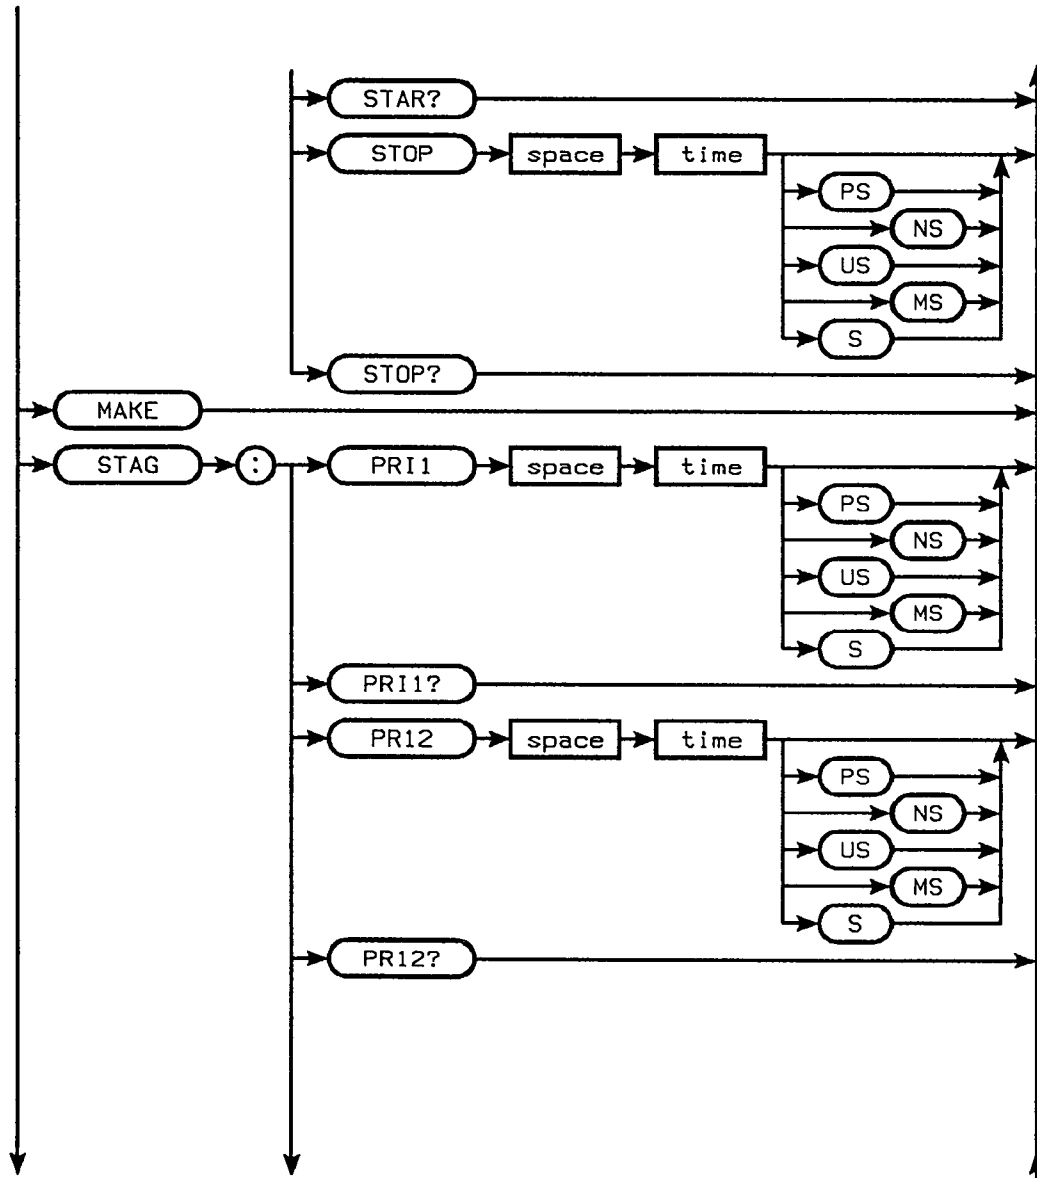 STAR?
STOP space time
PS
NS
US
MS
S
STOP?
MAKE
STAG : PRI1 space time
PS
NS
US
MS
S
PRI1?
PR12 space time
PS
NS
US
MS
S
PR12?